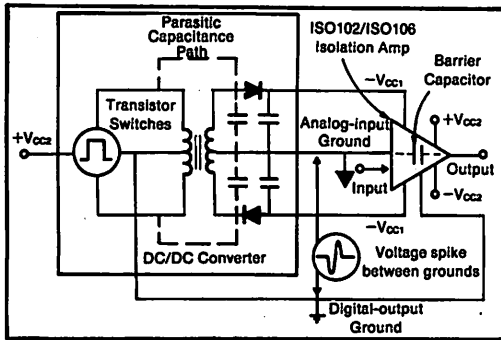 Parasitic
Capacitance
Path
ISO102/ISO106
Isolation Amp
Barrier
Capacitor
Transistor
Switches
−VCC1
+VCC2
+VCC2
Analog-input
Ground
Output
Input
−VCC2
−VCC1
DC/DC Converter
Voltage spike
between grounds
Digital-output
Ground